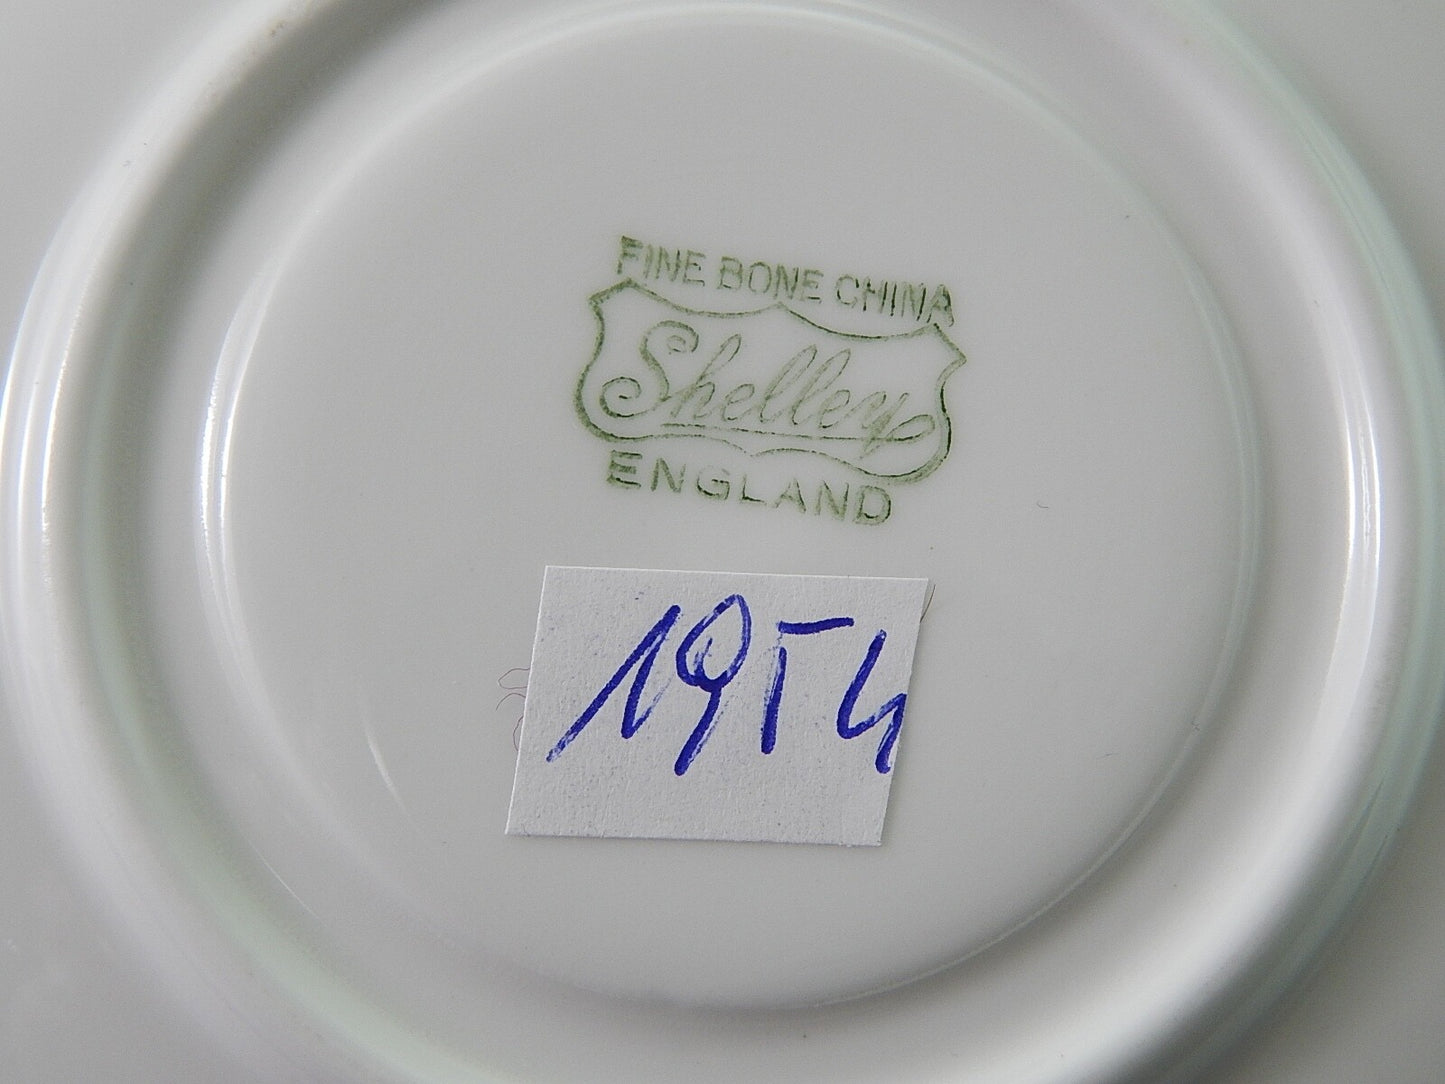 FINE BONE CHINA
Shelley
ENGLAND
1954